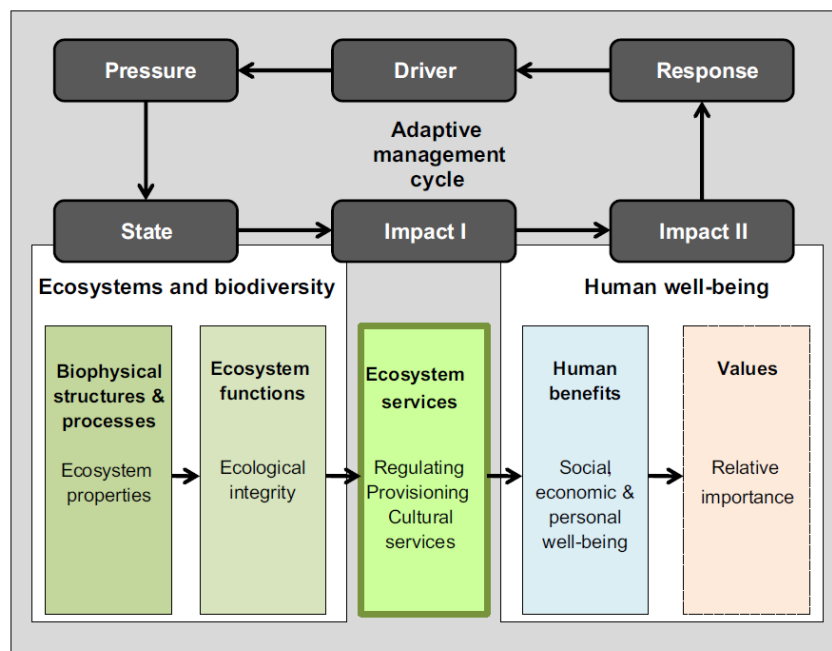 Pressure
Driver
Response
Adaptive
management
cycle
State
Impact I
Impact II
Ecosystems and biodiversity
Human well-being
Biophysical
structures &
processes
Ecosystem
properties
Ecosystem
functions
Ecological
integrity
Ecosystem
services
Regulating
Provisioning
Cultural
services
Human
benefits
Social,
economic &
personal
well-being
Values
Relative
importance